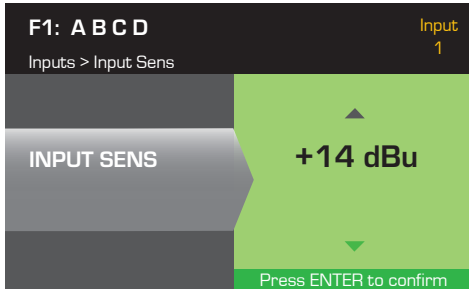 F1: A B C D
Input
1
Inputs > Input Sens
INPUT SENS
+14 dBu
Press ENTER to confirm